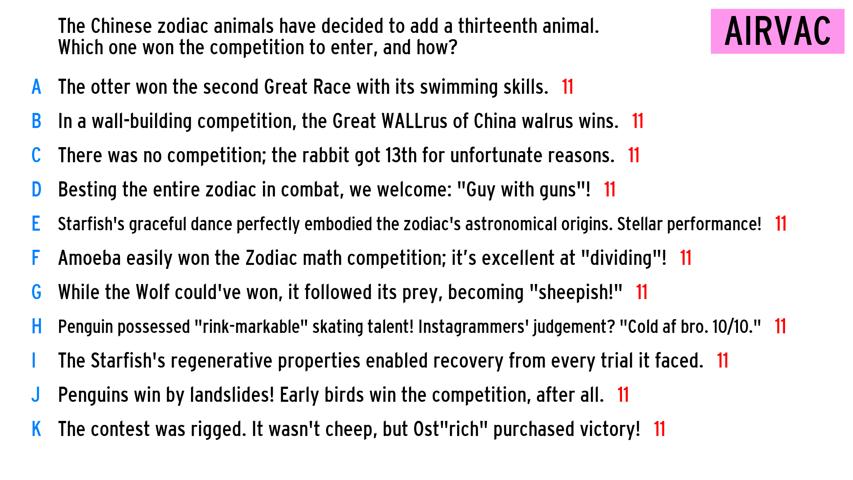 The Chinese zodiac animals have decided to add a thirteenth animal.
Which one won the competition to enter, and how?
AIRVAC
A The otter won the second Great Race with its swimming skills. 11
B In a wall-building competition, the Great WALLrus of China walrus wins. 11
C There was no competition; the rabbit got 13th for unfortunate reasons. 11
D Besting the entire zodiac in combat, we welcome: "Guy with guns"! 11
E Starfish's graceful dance perfectly embodied the zodiac's astronomical origins. Stellar performance! 11
F Amoeba easily won the Zodiac math competition; it’s excellent at "dividing"! 11
G While the Wolf could've won, it followed its prey, becoming "sheepish!" 11
H Penguin possessed "rink-markable" skating talent! Instagrammers' judgement? "Cold af bro. 10/10." 11
I The Starfish's regenerative properties enabled recovery from every trial it faced. 11
J Penguins win by landslides! Early birds win the competition, after all. 11
K The contest was rigged. It wasn't cheep, but Ost"rich" purchased victory! 11